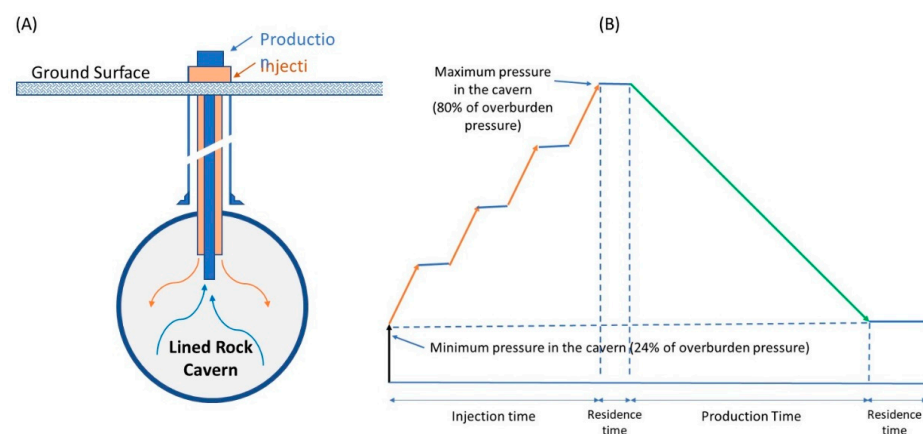 (A)
Productio
n
Injecti
Ground Surface
Lined Rock
Cavern
(B)
Maximum pressure
in the cavern
(80% of overburden
pressure)
Minimum pressure in the cavern (24% of overburden pressure)
Injection time
Residence
time
Production Time
Residence
time